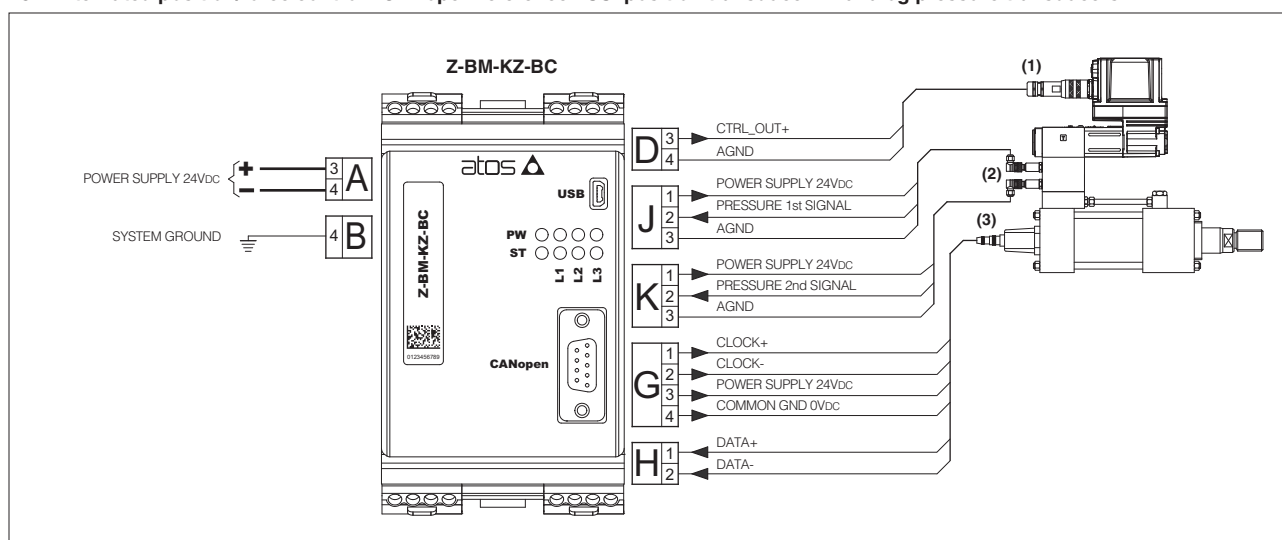 Z-BM-KZ-BC
(1)
CTRL_OUT+
D 3
4 AGND
atos
POWER SUPPLY 24VDC
+ 3 A
- 4
POWER SUPPLY 24VDC
USB
J 1
2 PRESSURE 1st SIGNAL
3 AGND
(2)
SYSTEM GROUND
4 B
PW
ST
L1 L2 L3
Z-BM-KZ-BC
(3)
POWER SUPPLY 24VDC
K 1
2 PRESSURE 2nd SIGNAL
3 AGND
0123456789
CANopen
G 1 CLOCK+
2 CLOCK-
3 POWER SUPPLY 24VDC
4 COMMON GND 0VDC
H 1 DATA+
2 DATA-